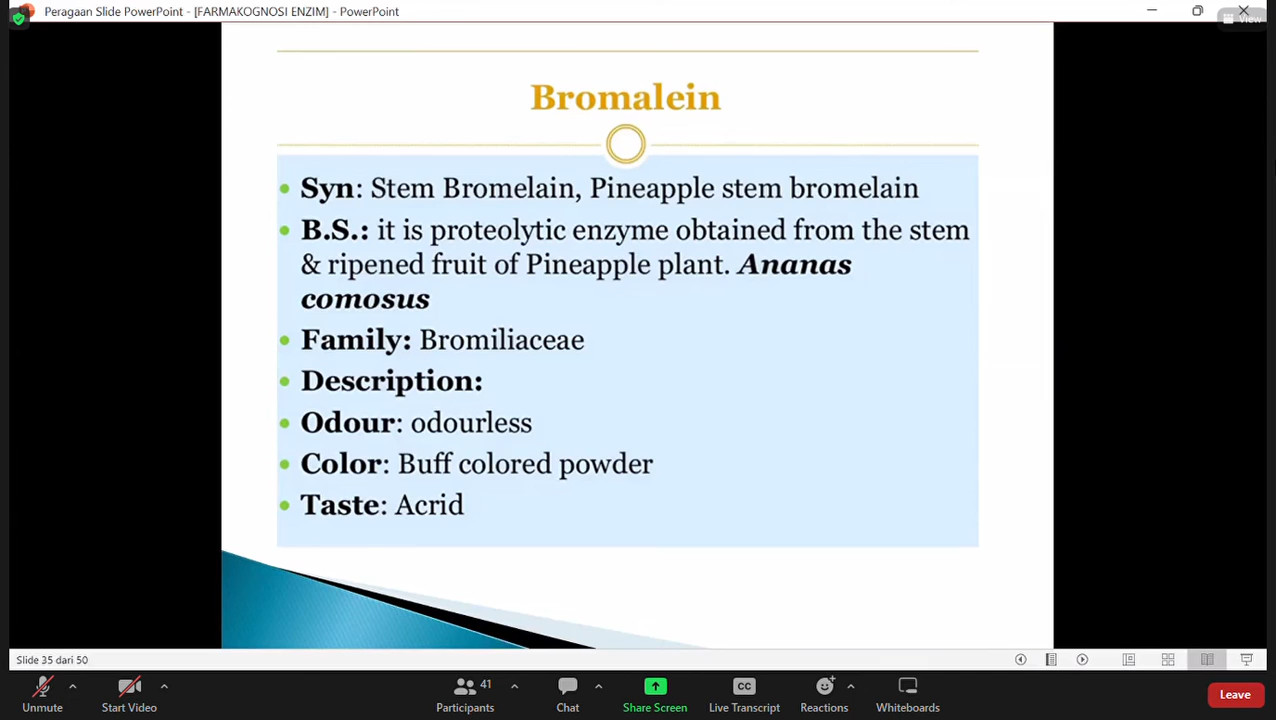 Peragaan Slide PowerPoint - [FARMAKOGNOSI ENZIM] - PowerPoint
View
Bromalein
• Syn: Stem Bromelain, Pineapple stem bromelain
• B.S.: it is proteolytic enzyme obtained from the stem
& ripened fruit of Pineapple plant. Ananas
comosus
• Family: Bromiliaceae
• Description:
• Odour: odourless
• Color: Buff colored powder
• Taste: Acrid
Slide 35 dari 50
41
CC
Unmute
Start Video
Participants
Chat
Share Screen
Live Transcript
Reactions
Whiteboards
Leave